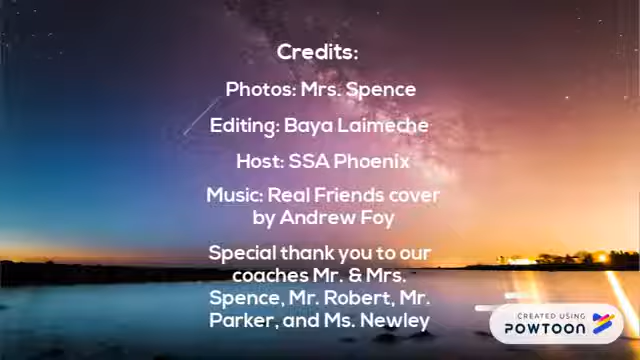 Credits:
Photos: Mrs. Spence
Editing: Baya Laimeche
Host: SSA Phoenix
Music: Real Friends cover
by Andrew Foy
Special thank you to our
coaches Mr. & Mrs.
Spence, Mr. Robert, Mr.
Parker, and Ms. Newley
CREATED USING
POWTOON